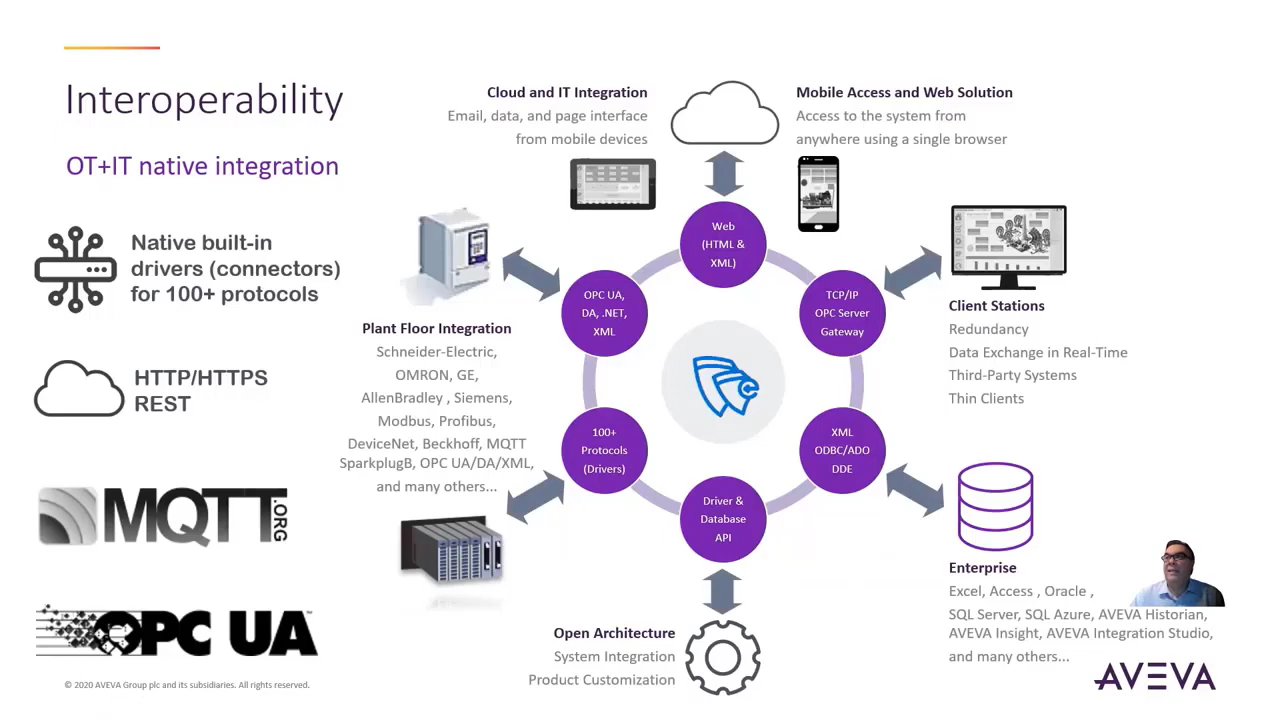 Interoperability
OT+IT native integration
Native built-in
drivers (connectors)
for 100+ protocols
HTTP/HTTPS
REST
MQTT
.ORG
OPC UA
™
© 2020 AVEVA Group plc and its subsidiaries. All rights reserved.
Cloud and IT Integration
Email, data, and page interface
from mobile devices
Mobile Access and Web Solution
Access to the system from
anywhere using a single browser
Web
(HTML &
XML)
OPC UA,
DA, .NET,
XML
TCP/IP
OPC Server
Gateway
100+
Protocols
(Drivers)
XML
ODBC/ADO
DDE
Driver &
Database
API
Plant Floor Integration
Schneider-Electric,
OMRON, GE,
AllenBradley , Siemens,
Modbus, Profibus,
DeviceNet, Beckhoff, MQTT
SparkplugB, OPC UA/DA/XML,
and many others...
Client Stations
Redundancy
Data Exchange in Real-Time
Third-Party Systems
Thin Clients
Enterprise
Excel, Access , Oracle ,
SQL Server, SQL Azure, AVEVA Historian,
AVEVA Insight, AVEVA Integration Studio,
and many others...
Open Architecture
System Integration
Product Customization
AVEVA